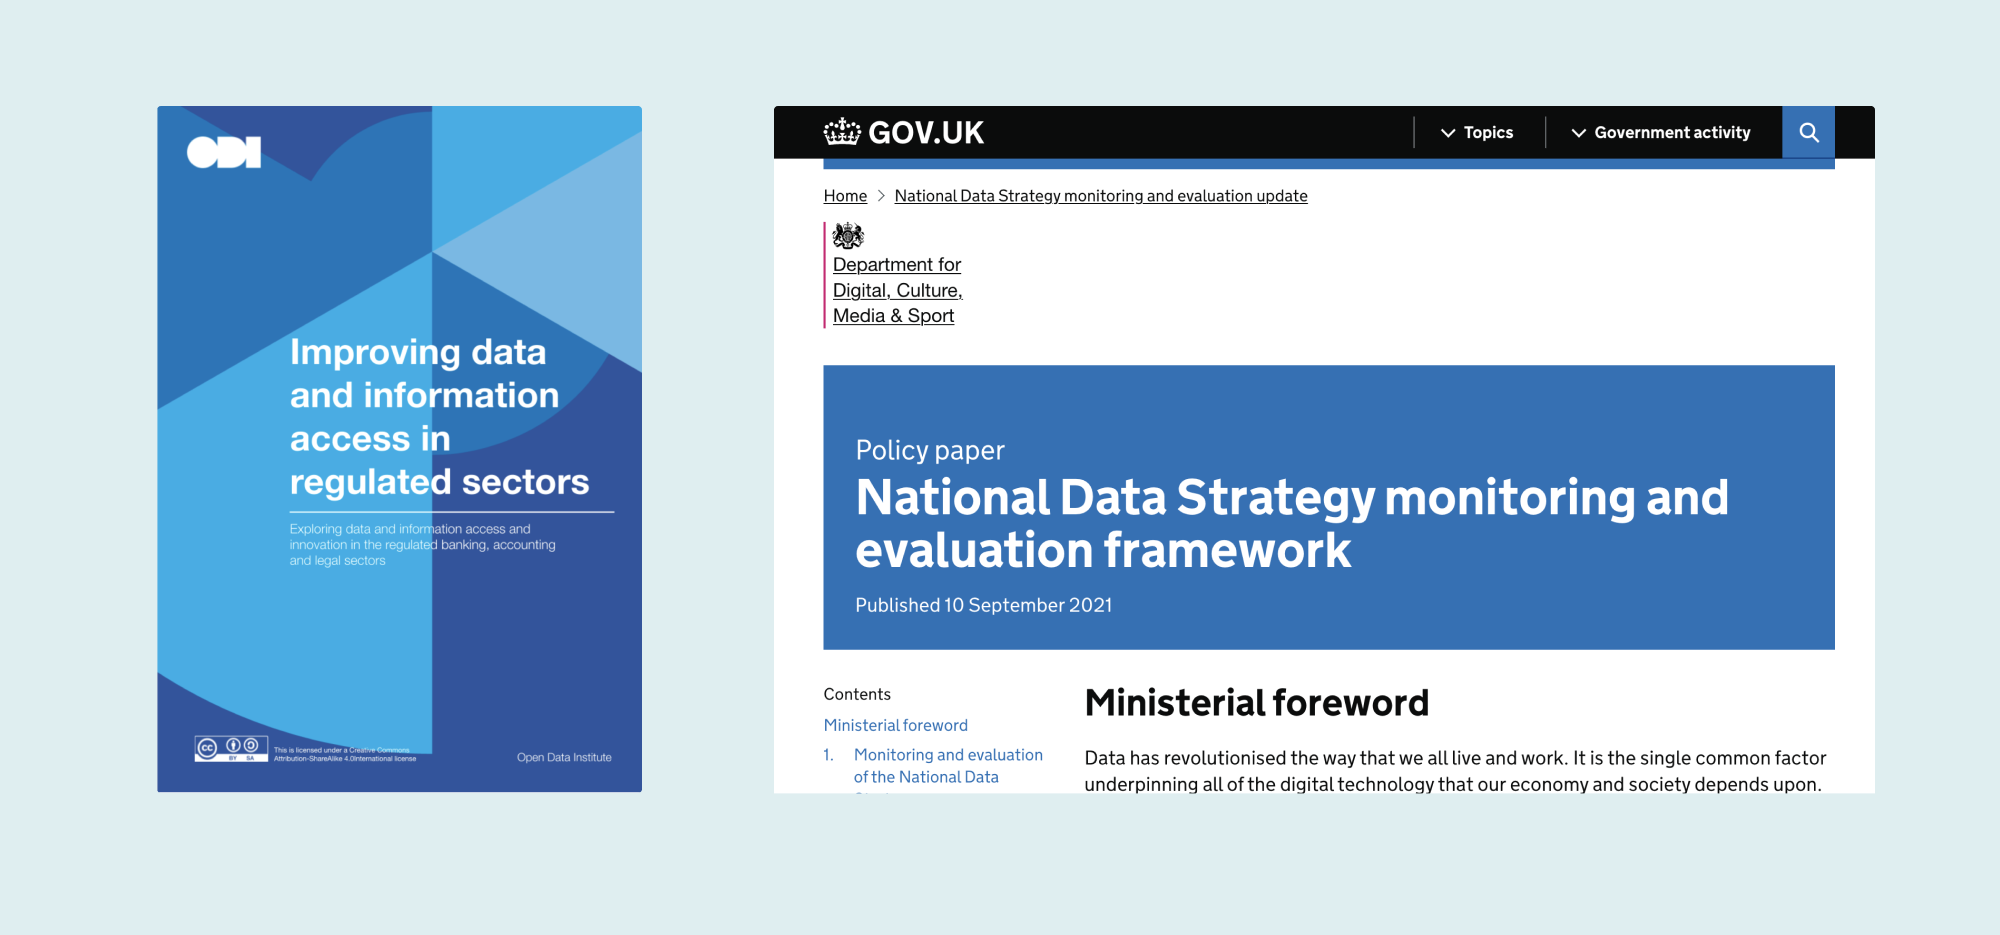 ODI
Improving data
and information
access in
regulated sectors
Exploring data and information access and
innovation in the regulated banking, accounting
and legal sectors
cc
BY SA
This is licensed under a Creative Commons
Attribution-ShareAlike 4.0International license
Open Data Institute
GOV.UK
Topics
Government activity
Home > National Data Strategy monitoring and evaluation update
Department for
Digital, Culture,
Media & Sport
Policy paper
National Data Strategy monitoring and
evaluation framework
Published 10 September 2021
Contents
Ministerial foreword
1. Monitoring and evaluation
of the National Data
Ministerial foreword
Data has revolutionised the way that we all live and work. It is the single common factor
underpinning all of the digital technology that our economy and society depends upon.